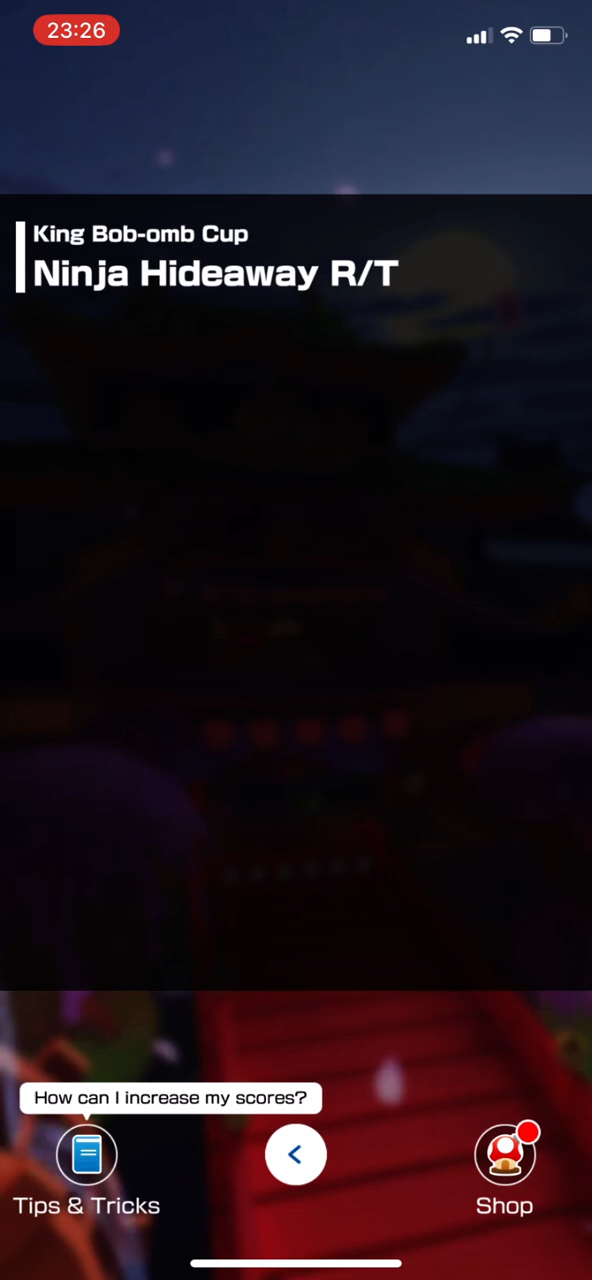 23:26
King Bob-omb Cup
Ninja Hideaway R/T
How can I increase my scores?
Tips & Tricks
Shop